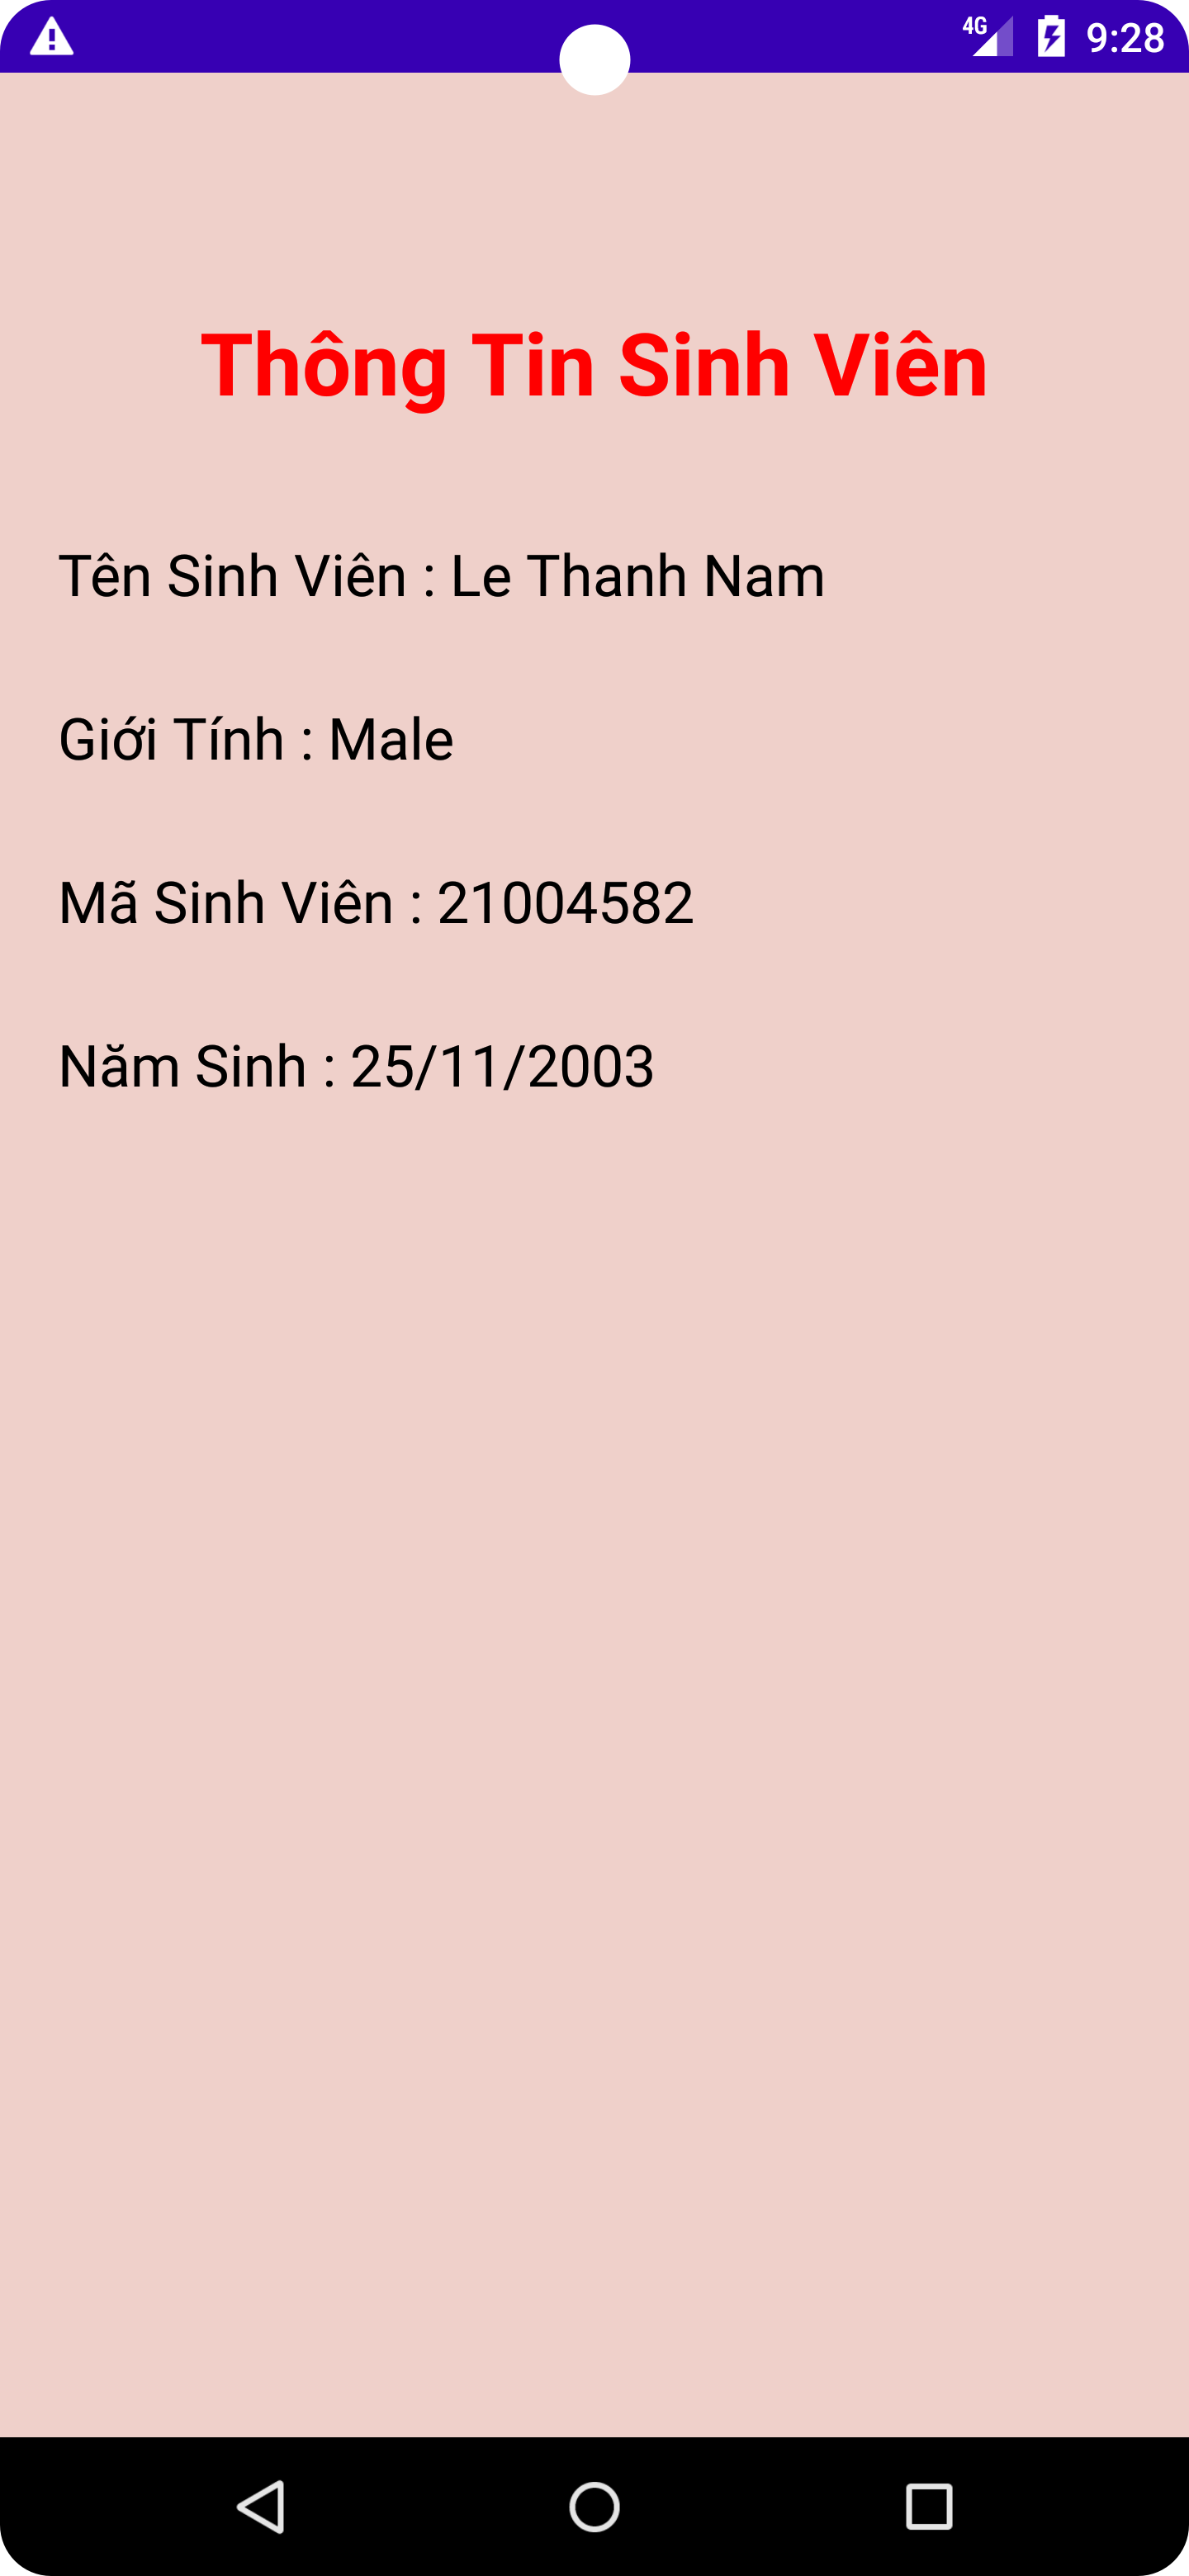 4G 9:28
Thông Tin Sinh Viên
Tên Sinh Viên : Le Thanh Nam
Giới Tính : Male
Mã Sinh Viên : 21004582
Năm Sinh : 25/11/2003